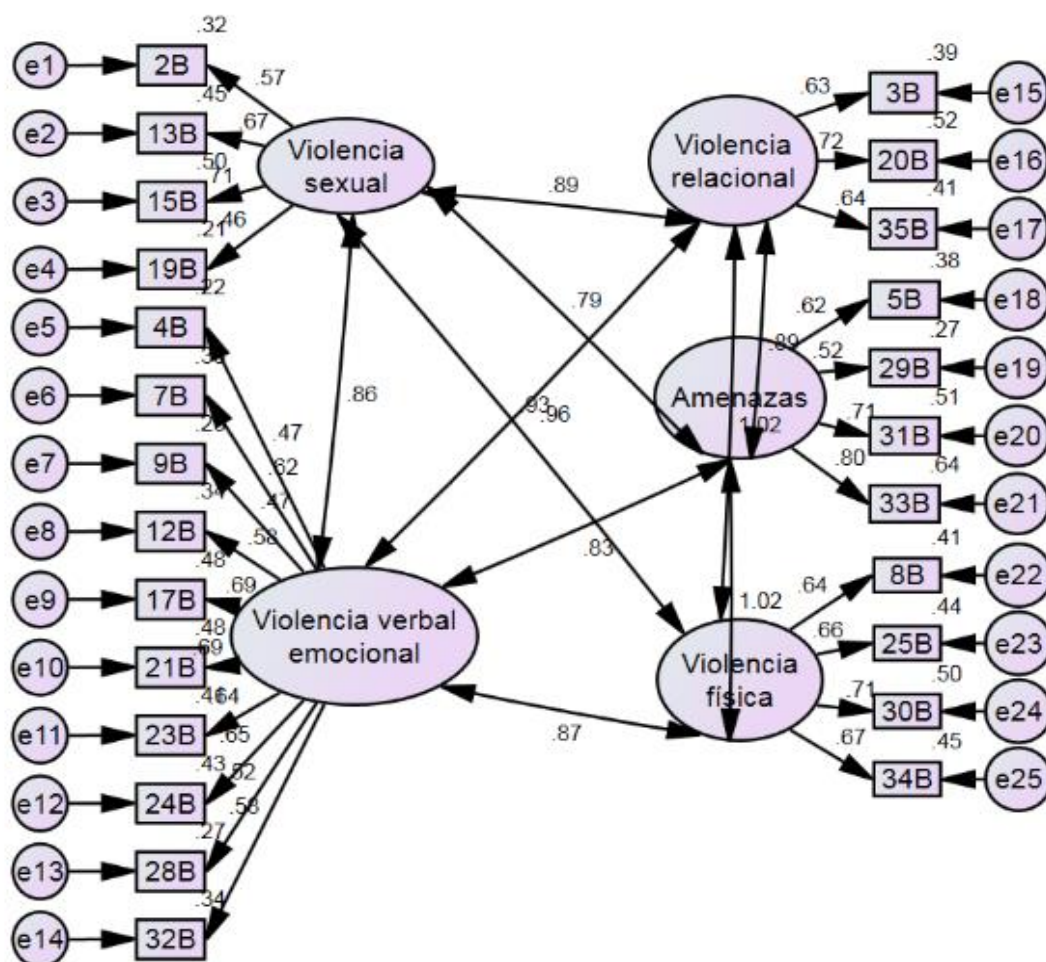 .32
e1
2B
.57
.45
e2
13B
.67
.50
e3
15B
.71
.21
e4
19B
.46
.22
e5
4B
e6
7B
e7
9B
.34
e8
12B
.48
e9
17B
.48
e10
21B
e11
23B
.43
e12
24B
.27
e13
28B
.34
e14
32B
.47
.62
.47
.58
.69
.69
.64
.65
.52
.58
Violencia
sexual
Violencia verbal
emocional
.89
.79
.86
.93
.96
.83
.87
.89
1.02
1.02
Violencia
relacional
Amenazas
Violencia
física
.39
.63
3B
e15
.52
.72
20B
e16
.41
.64
35B
e17
.38
.62
5B
e18
.27
.52
29B
e19
.51
.71
31B
e20
.64
.80
33B
e21
.41
.64
8B
e22
.44
.66
25B
e23
.50
.71
30B
e24
.45
.67
34B
e25